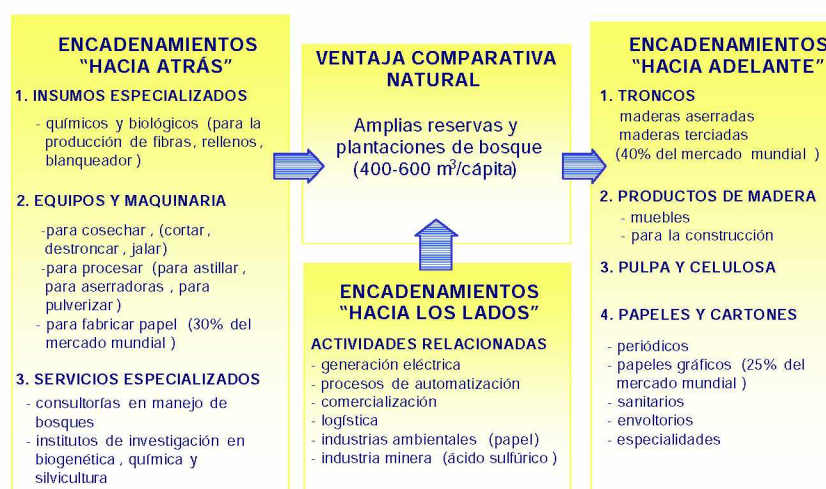 ENCADENAMIENTOS
"HACIA ATRÁS"
1. INSUMOS ESPECIALIZADOS
- químicos y biológicos (para la
producción de fibras, rellenos,
blanqueador)
2. EQUIPOS Y MAQUINARIA
-para cosechar, (cortar,
destroncar, jalar)
-para procesar (para astillar,
para aserradoras, para
pulverizar)
- para fabricar papel (30% del
mercado mundial)
3. SERVICIOS ESPECIALIZADOS
- consultorías en manejo de
bosques
- institutos de investigación en
biogenética, química y
silvicultura
VENTAJA COMPARATIVA
NATURAL
Amplias reservas y
plantaciones de bosque
(400-600 m³/cápita)
ENCADENAMIENTOS
"HACIA LOS LADOS"
ACTIVIDADES RELACIONADAS
- generación eléctrica
- procesos de automatización
- comercialización
- logística
- industrias ambientales (papel)
- industria minera (ácido sulfúrico)
ENCADENAMIENTOS
"HACIA ADELANTE"
1. TRONCOS
maderas aserradas
maderas terciadas
(40% del mercado mundial)
2. PRODUCTOS DE MADERA
- muebles
- para la construcción
3. PULPA Y CELULOSA
4. PAPELES Y CARTONES
- periódicos
- papeles gráficos (25% del
mercado mundial)
- sanitarios
- envoltorios
- especialidades